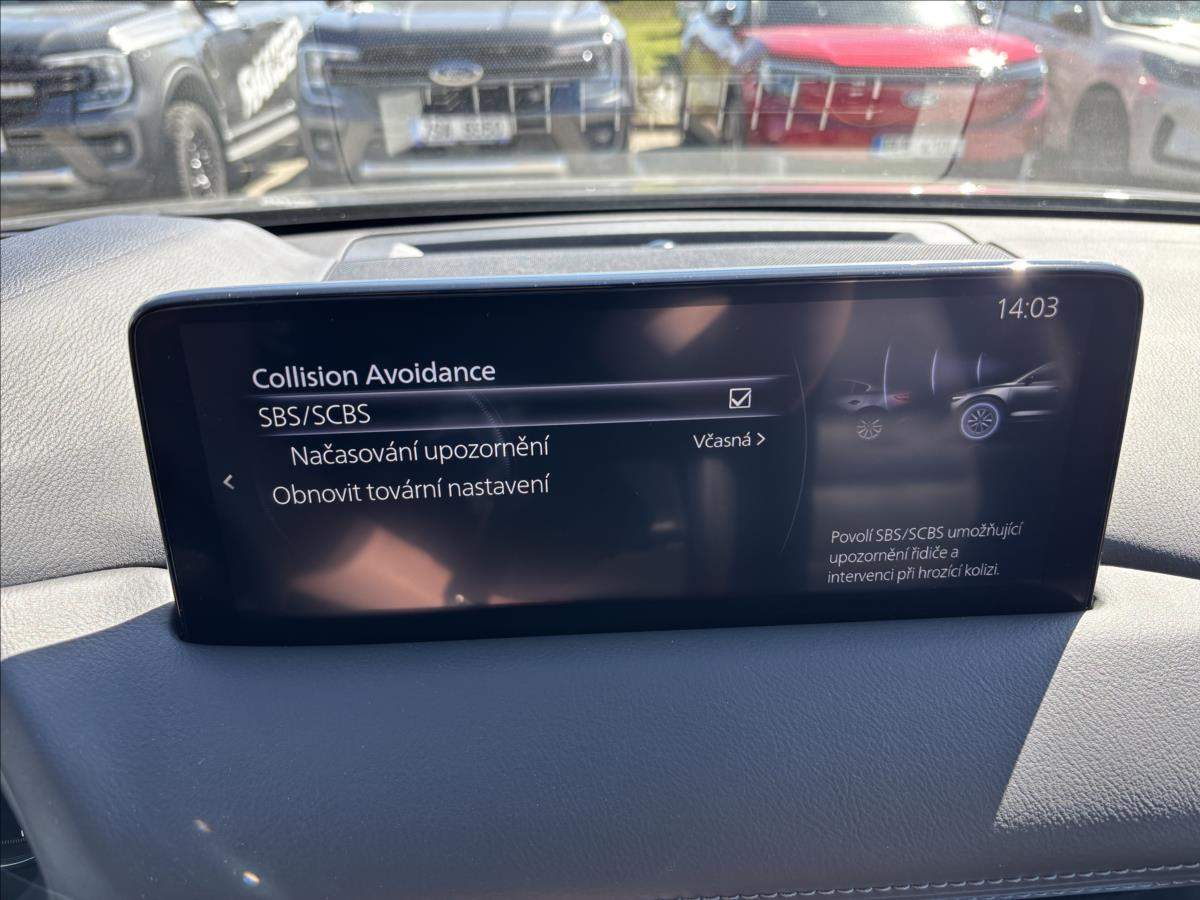 Ford
14:03
Collision Avoidance
SBS/SCBS
Načasování upozornění
Včasná >
Obnovit tovární nastavení
<
Povolí SBS/SCBS umožňující
upozornění řidiče a
intervenci při hrozící kolizi.